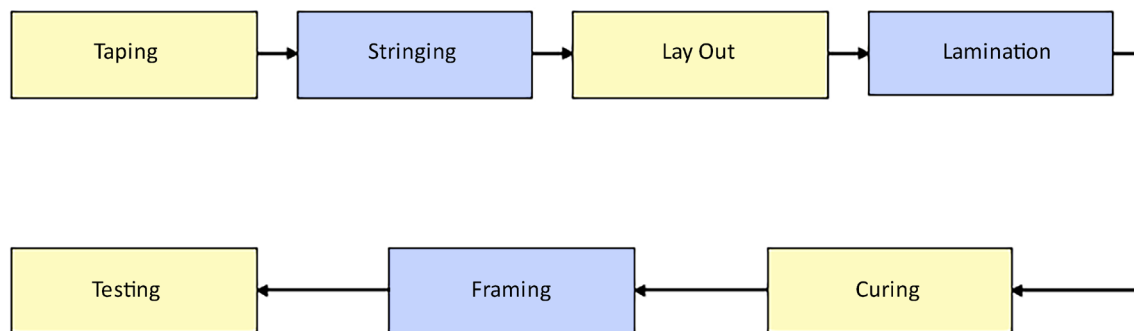 Taping
Stringing
Lay Out
Lamination
Curing
Framing
Testing